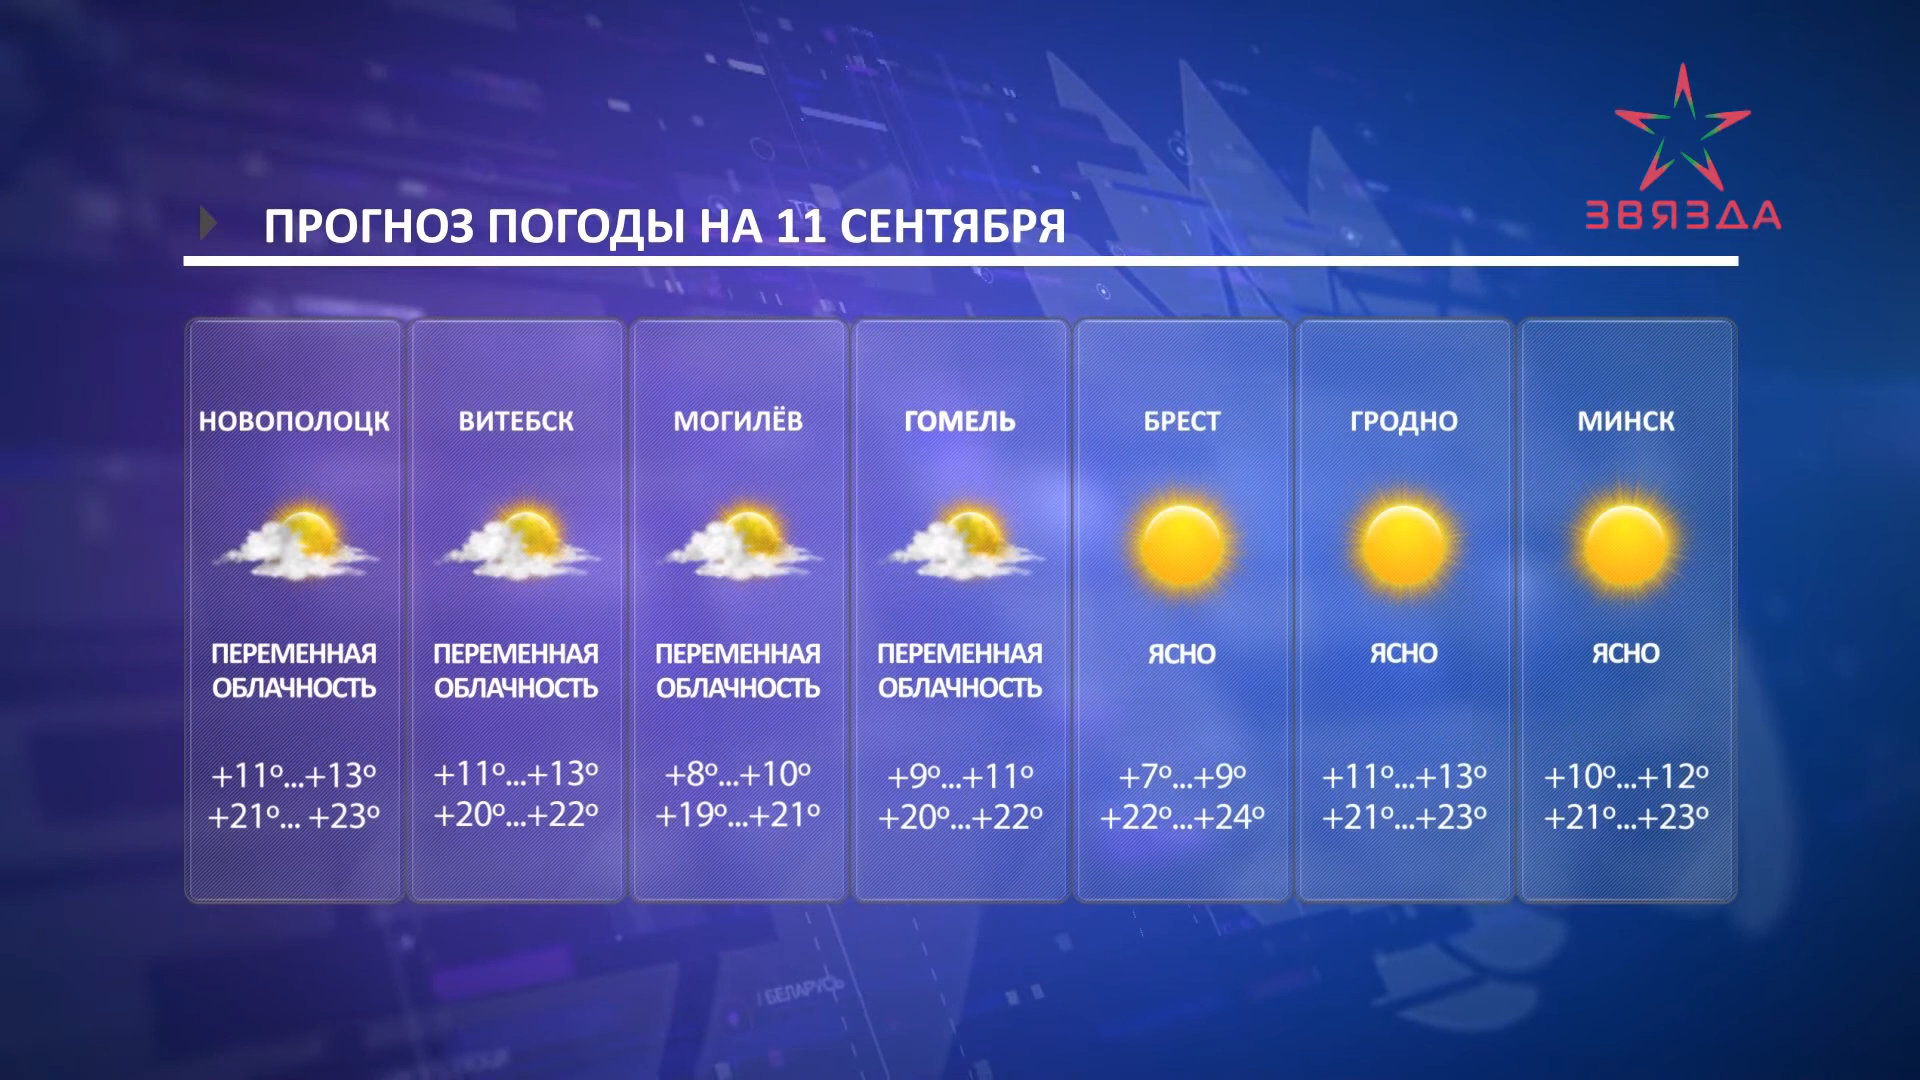 ЗВЯЗДА
ПРОГНОЗ ПОГОДЫ НА 11 СЕНТЯБРЯ
НОВОПОЛОЦК
ПЕРЕМЕННАЯ
ОБЛАЧНОСТЬ
+11º...+13º
+21º... +23º
ВИТЕБСК
ПЕРЕМЕННАЯ
ОБЛАЧНОСТЬ
+11º...+13º
+20º...+22º
МОГИЛЁВ
ПЕРЕМЕННАЯ
ОБЛАЧНОСТЬ
+8º...+10º
+19º...+21º
ГОМЕЛЬ
ПЕРЕМЕННАЯ
ОБЛАЧНОСТЬ
+9º...+11º
+20º...+22º
БРЕСТ
ЯСНО
+7º...+9º
+22º...+24º
ГРОДНО
ЯСНО
+11º...+13º
+21º...+23º
МИНСК
ЯСНО
+10º...+12º
+21º...+23º
БЕЛАРУСЬ